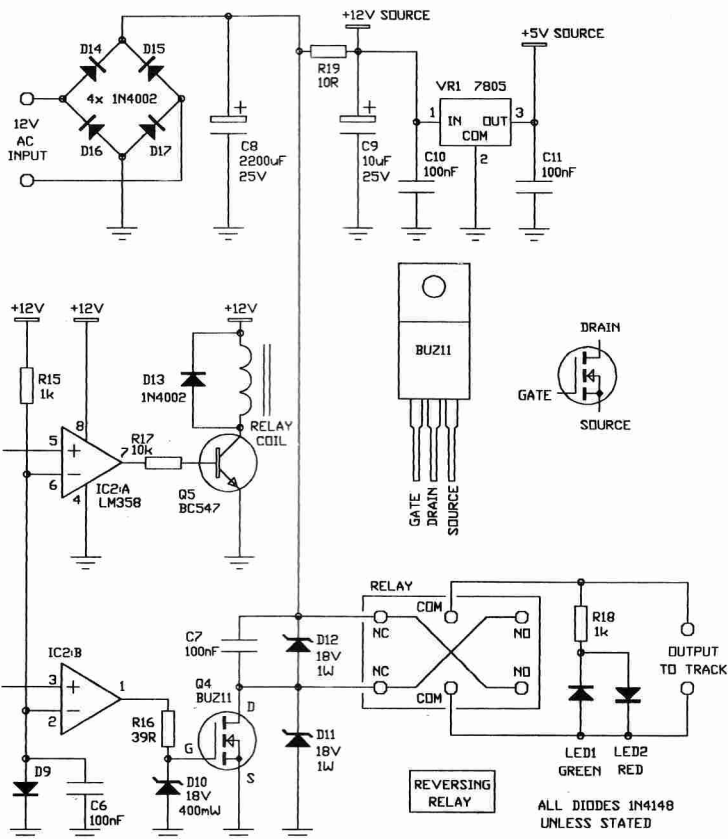 +12V SOURCE
+5V SOURCE
D14
D15
4x 1N4002
D16
D17
12V
AC
INPUT
+
C8
2200uF
25V
R19
10R
+
C9
10uF
25V
VR1 7805
1
IN
OUT
3
COM
2
C10
100nF
C11
100nF
+12V
+12V
+12V
R15
1k
D13
1N4002
RELAY
COIL
8
5
+
6
-
7
4
IC2:A
LM358
R17
10k
Q5
BC547
BUZ11
GATE
DRAIN
SOURCE
DRAIN
GATE
SOURCE
IC2:B
3
+
2
-
1
R16
39R
D9
C6
100nF
D10
18V
400mW
C7
100nF
Q4
BUZ11
D
G
S
D12
18V
1W
D11
18V
1W
RELAY
COM
NC
NO
NC
NO
COM
R18
1k
OUTPUT
TO TRACK
LED1
GREEN
LED2
RED
REVERSING
RELAY
ALL DIODES 1N4148
UNLESS STATED